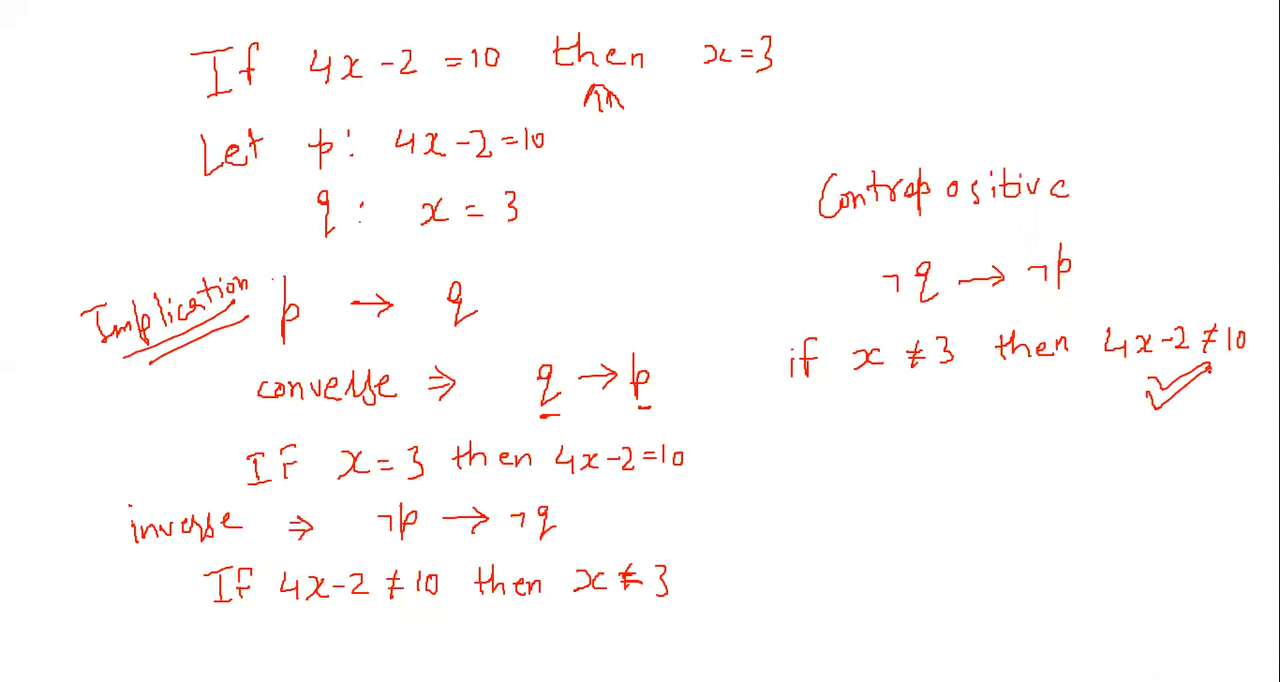 If 4x - 2 = 10 then x = 3
Let p: 4x - 2 = 10
q: x = 3
Implication p → q
converse ⇒ q → p
IF x = 3 then 4x - 2 = 10
inverse ⇒ ¬p → ¬q
IF 4x - 2 ≠ 10 then x ≠ 3
Contrapositive
¬q → ¬p
if x ≠ 3 then 4x - 2 ≠ 10